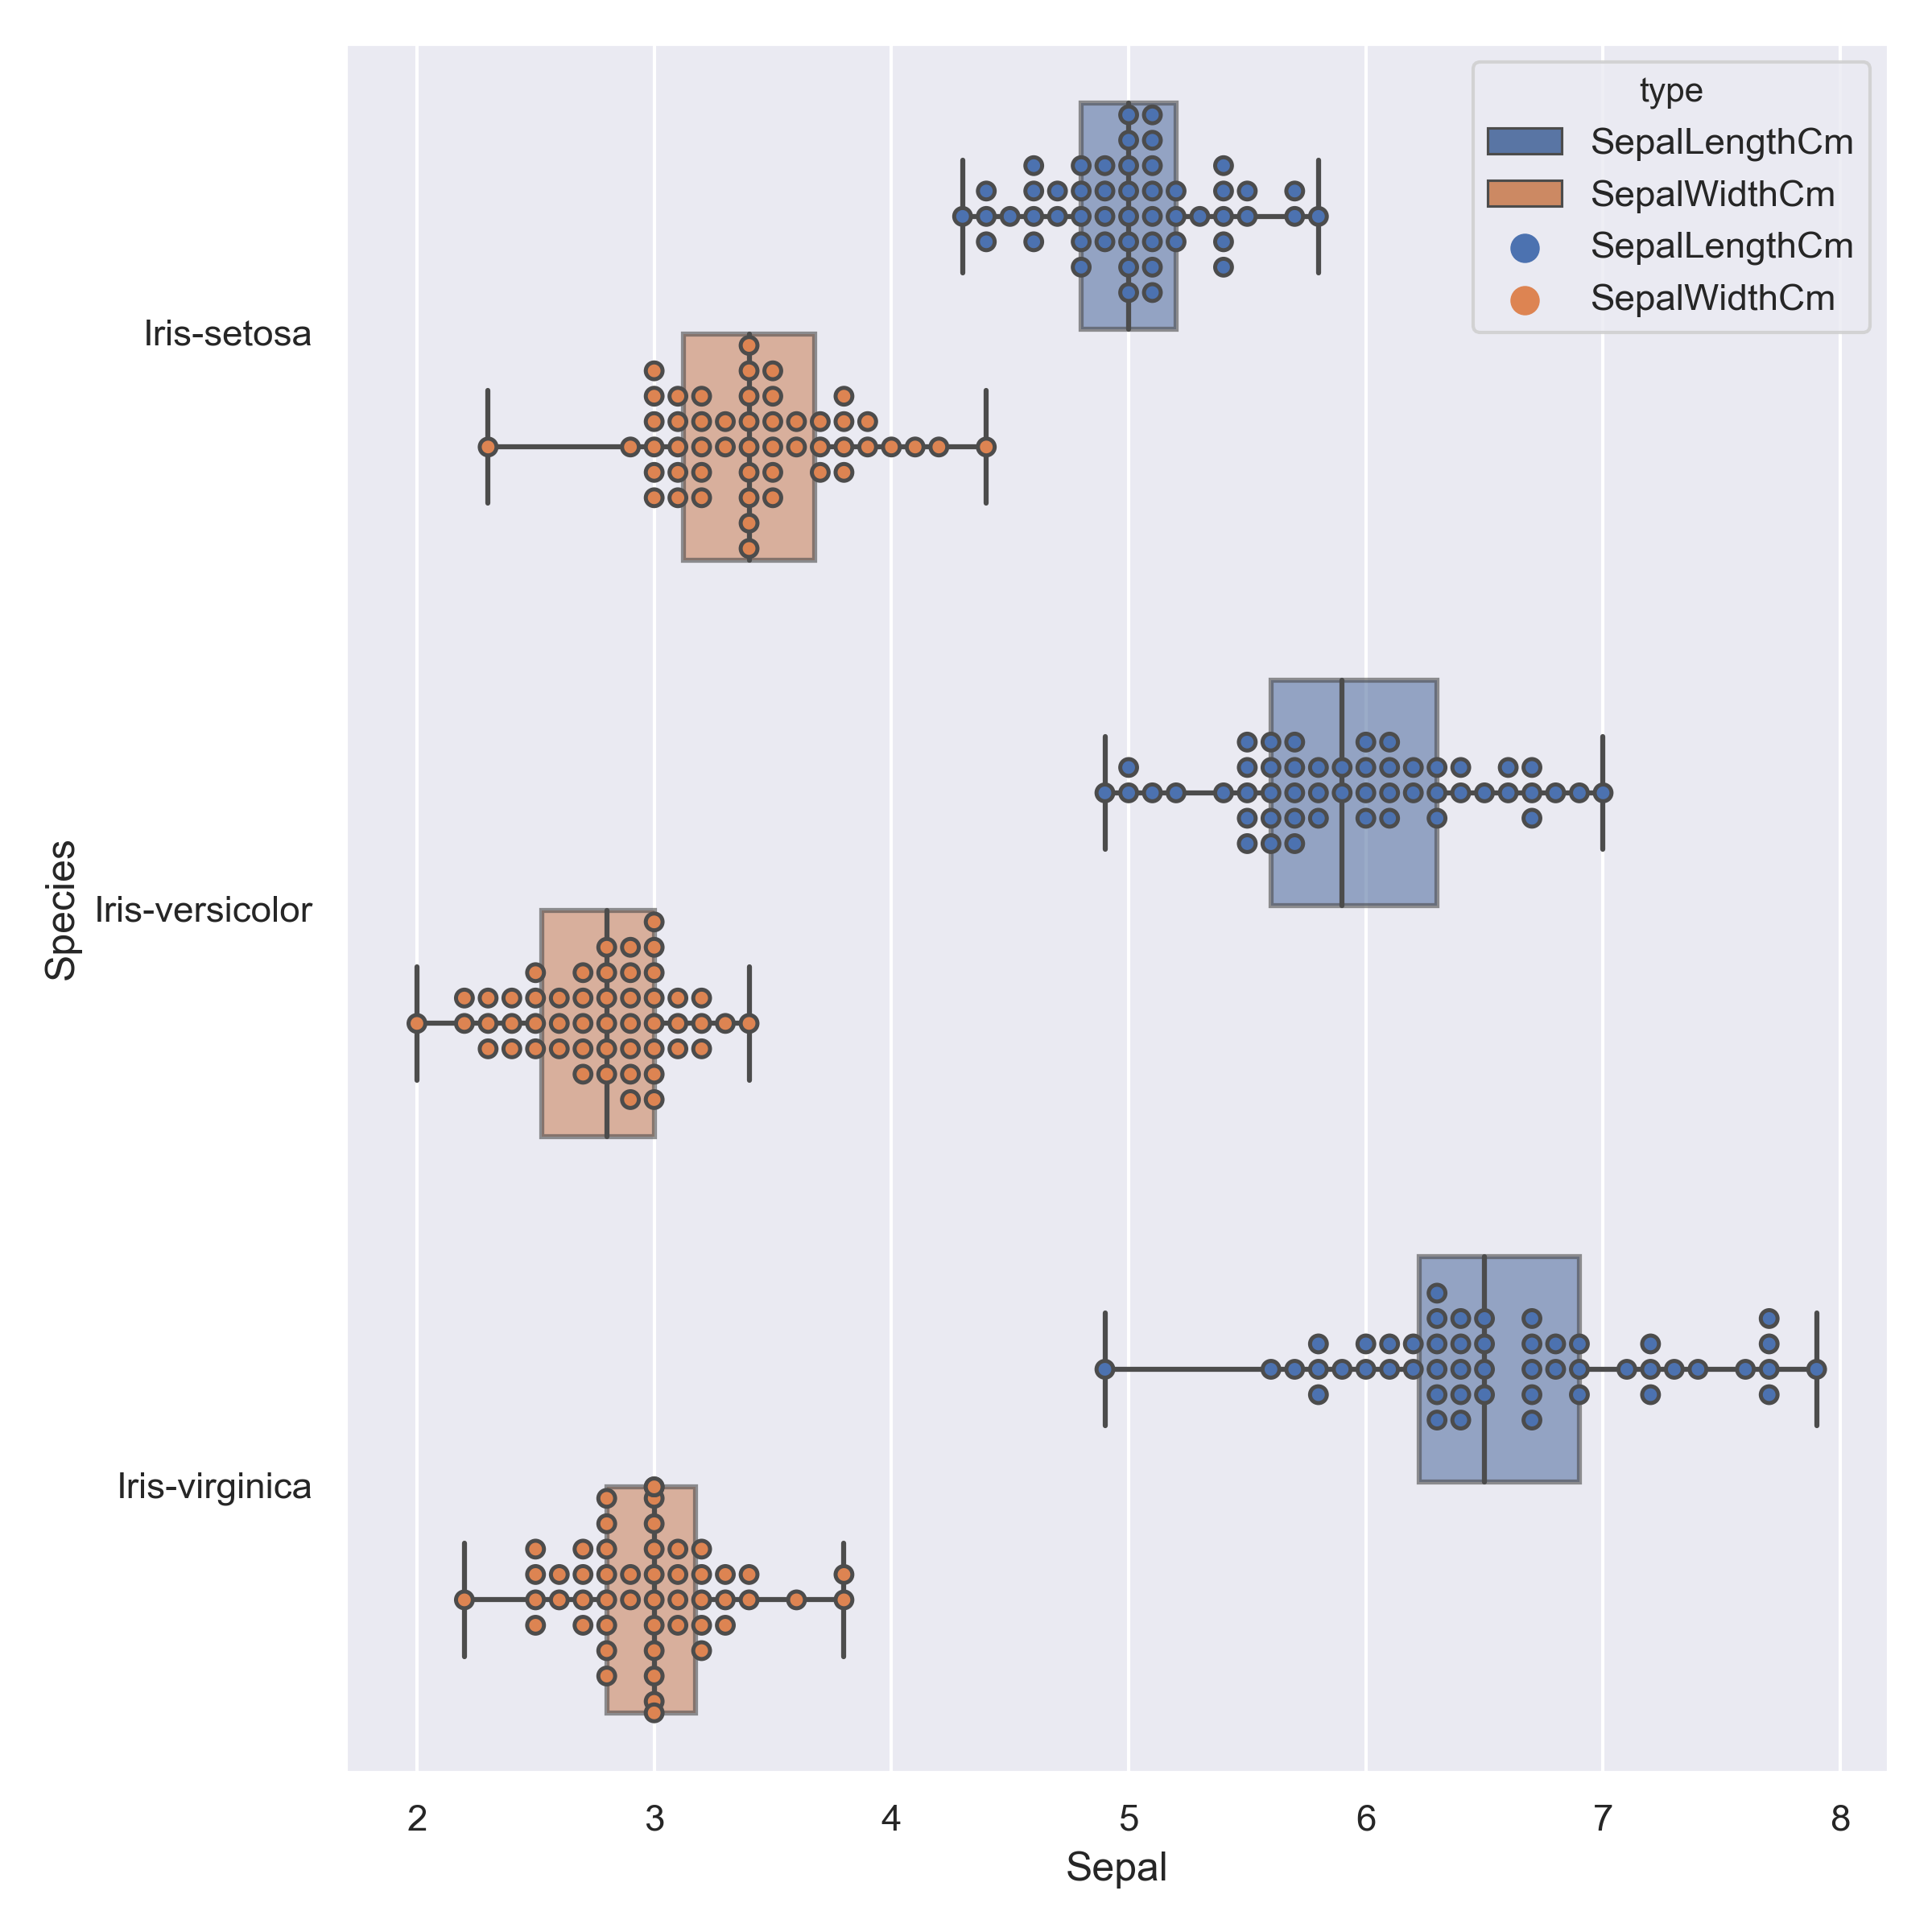 type
SepalLengthCm
SepalWidthCm
SepalLengthCm
SepalWidthCm
Iris-setosa
Iris-versicolor
Iris-virginica
Species
2 3 4 5 6 7 8
Sepal